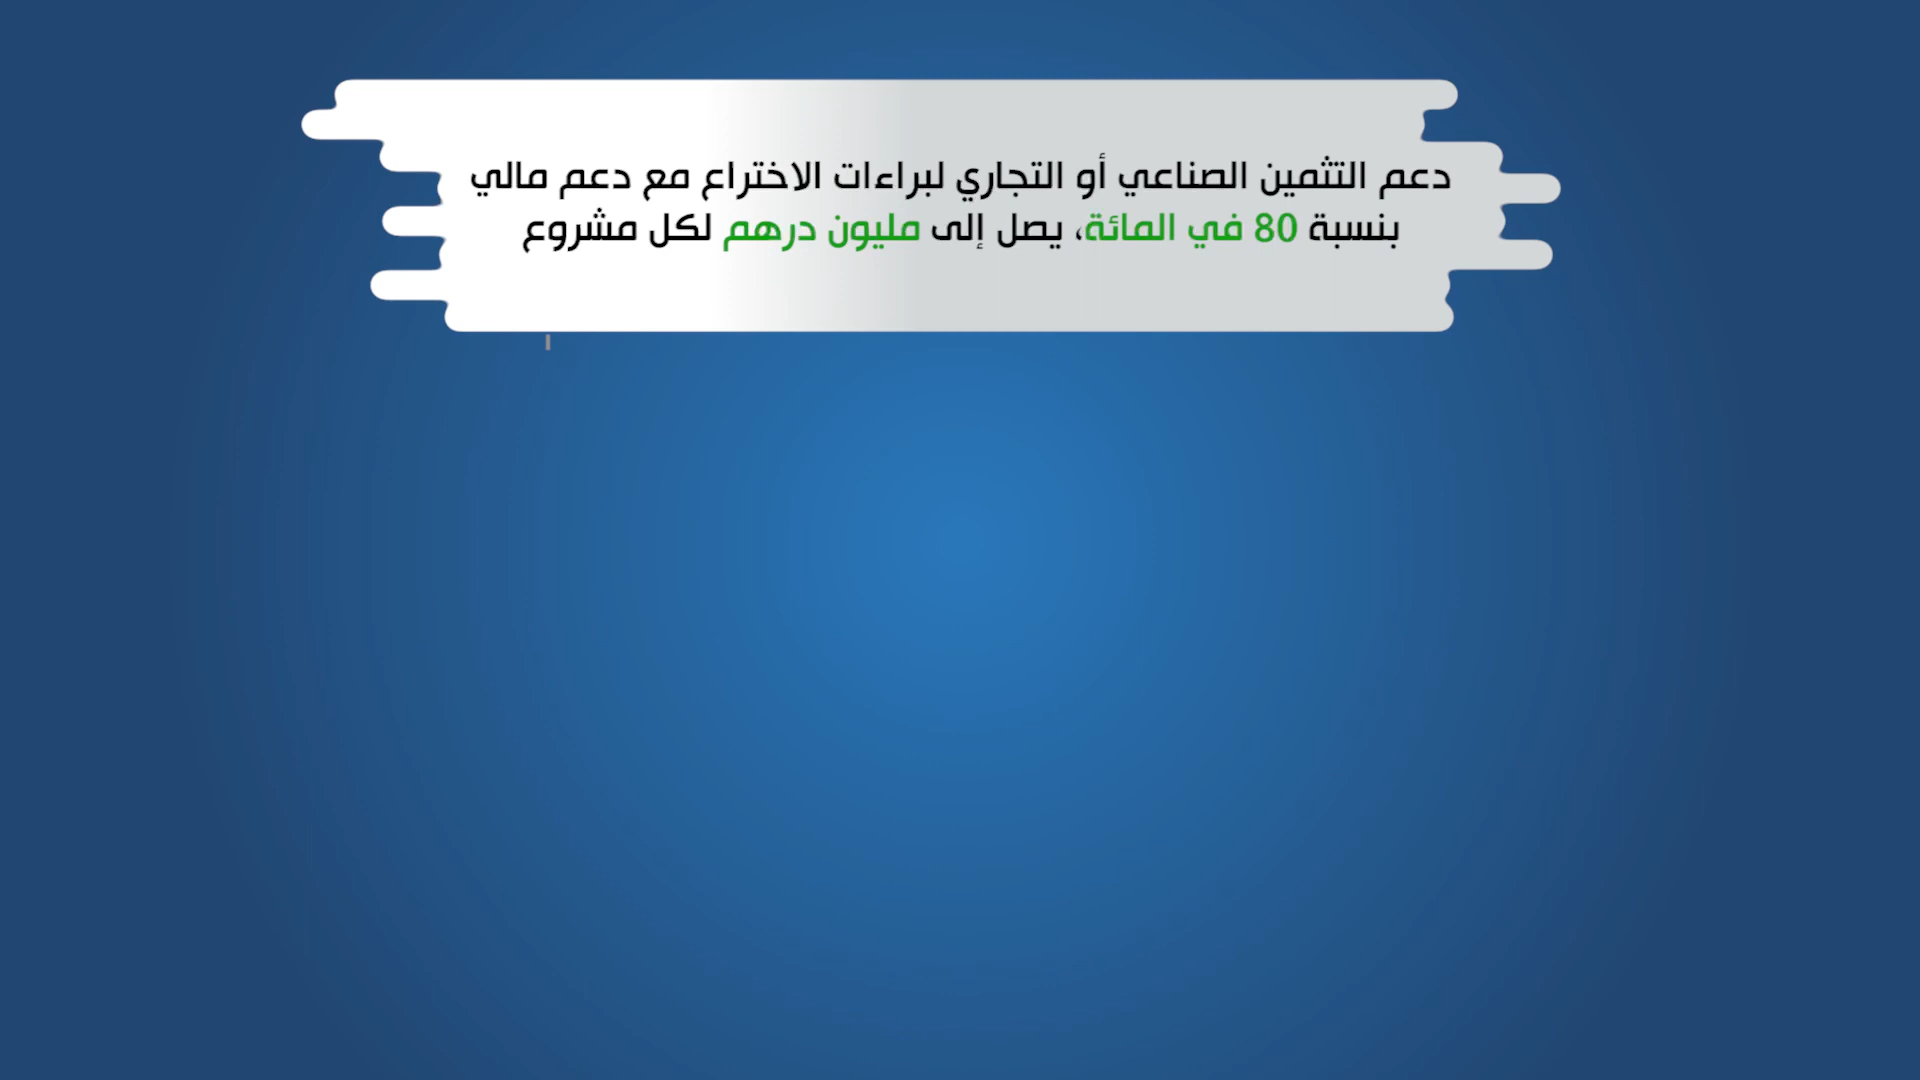 دعم التثمين الصناعي أو التجاري لبراءات الاختراع مع دعم مالي
بنسبة 80 في المائة، يصل إلى مليون درهم لكل مشروع